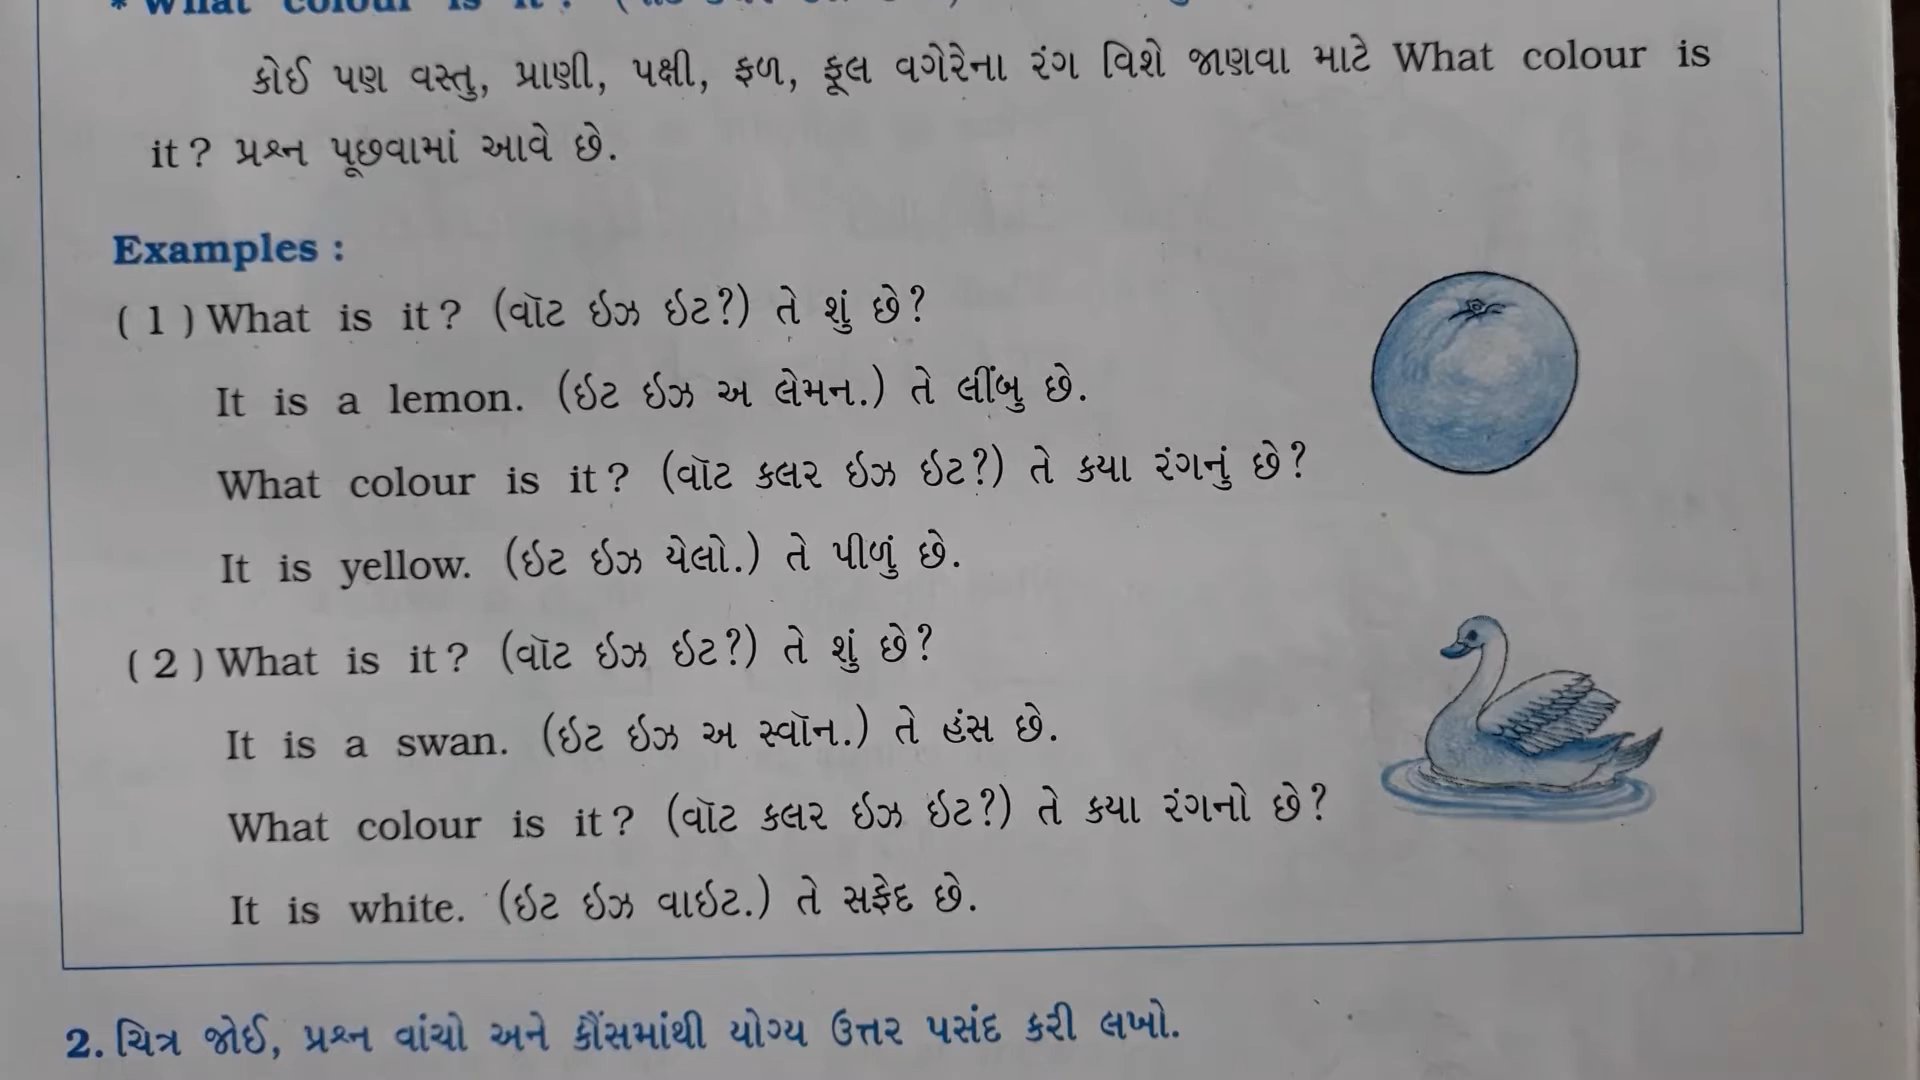 * What colour is it?
કોઈ પણ વસ્તુ, પ્રાણી, પક્ષી, ફળ, ફૂલ વગેરેના રંગ વિશે જાણવા માટે What colour is
it? પ્રશ્ન પૂછવામાં આવે છે.
Examples :
( 1 ) What is it? (વૉટ ઇઝ ઇટ?) તે શું છે?
It is a lemon. (ઇટ ઇઝ અ લેમન.) તે લીંબુ છે.
What colour is it? (વૉટ કલર ઇઝ ઇટ?) તે કયા રંગનું છે?
It is yellow. (ઇટ ઇઝ યેલો.) તે પીળું છે.
( 2 ) What is it? (વૉટ ઇઝ ઇટ?) તે શું છે?
It is a swan. (ઇટ ઇઝ અ સ્વૉન.) તે હંસ છે.
What colour is it? (વૉટ કલર ઇઝ ઇટ?) તે કયા રંગનો છે?
It is white. (ઇટ ઇઝ વાઇટ.) તે સફેદ છે.
2. ચિત્ર જોઈ, પ્રશ્ન વાંચો અને કૌંસમાંથી યોગ્ય ઉત્તર પસંદ કરી લખો.